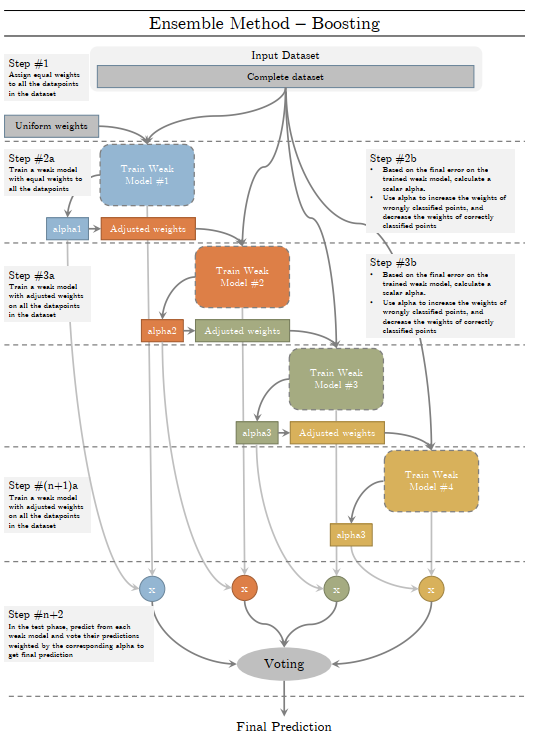 Ensemble Method – Boosting
Step #1
Assign equal weights
to all the datapoints
in the dataset
Input Dataset
Complete dataset
Uniform weights
Step #2a
Train a weak model
with equal weights to
all the datapoints
Train Weak
Model #1
Step #2b
• Based on the final error on the
trained weak model, calculate a
scalar alpha.
• Use alpha to increase the weights of
wrongly classified points, and
decrease the weights of correctly
classified points
alpha1
Adjusted weights
Step #3a
Train a weak model
with adjusted weights
on all the datapoints
in the dataset
Train Weak
Model #2
Step #3b
• Based on the final error on the
trained weak model, calculate a
scalar alpha.
• Use alpha to increase the weights of
wrongly classified points, and
decrease the weights of correctly
classified points
alpha2
Adjusted weights
Train Weak
Model #3
alpha3
Adjusted weights
Step #(n+1)a
Train a weak model
with adjusted weights
on all the datapoints
in the dataset
Train Weak
Model #4
alpha3
x
x
x
x
Step #n+2
In the test phase, predict from each
weak model and vote their predictions
weighted by the corresponding alpha to
get final prediction
Voting
Final Prediction